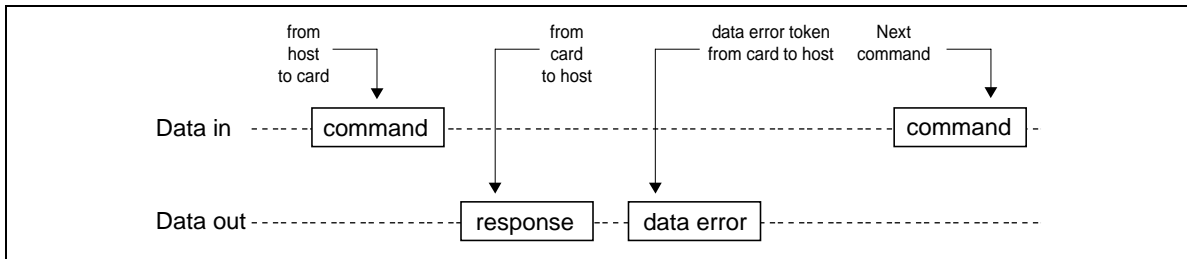 from
host
to card
from
card
to host
data error token
from card to host
Next
command
Data in
command
command
Data out
response
data error